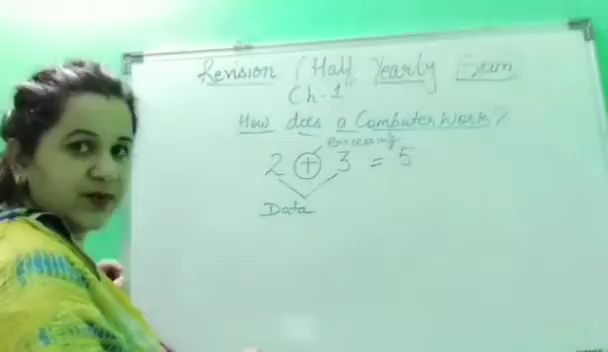 Revision (Half Yearly Exam
Ch-1"
How does a Computer Work?
Processing
2 + 3 = 5
Data